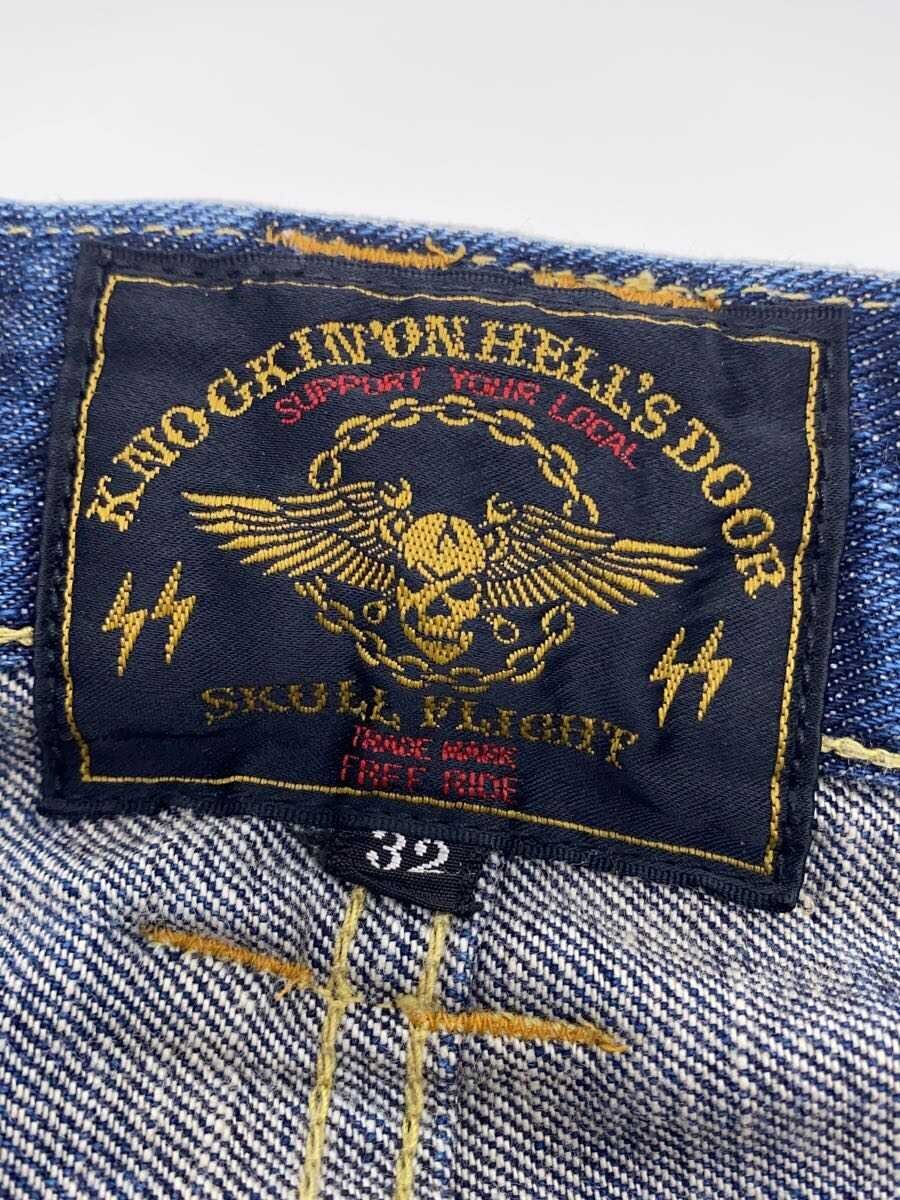 KNOCKIN'ON HELL'S DOOR
SUPPORT YOUR LOCAL
SKULL FLIGHT
TRADE MARK
FREE RIDE
32